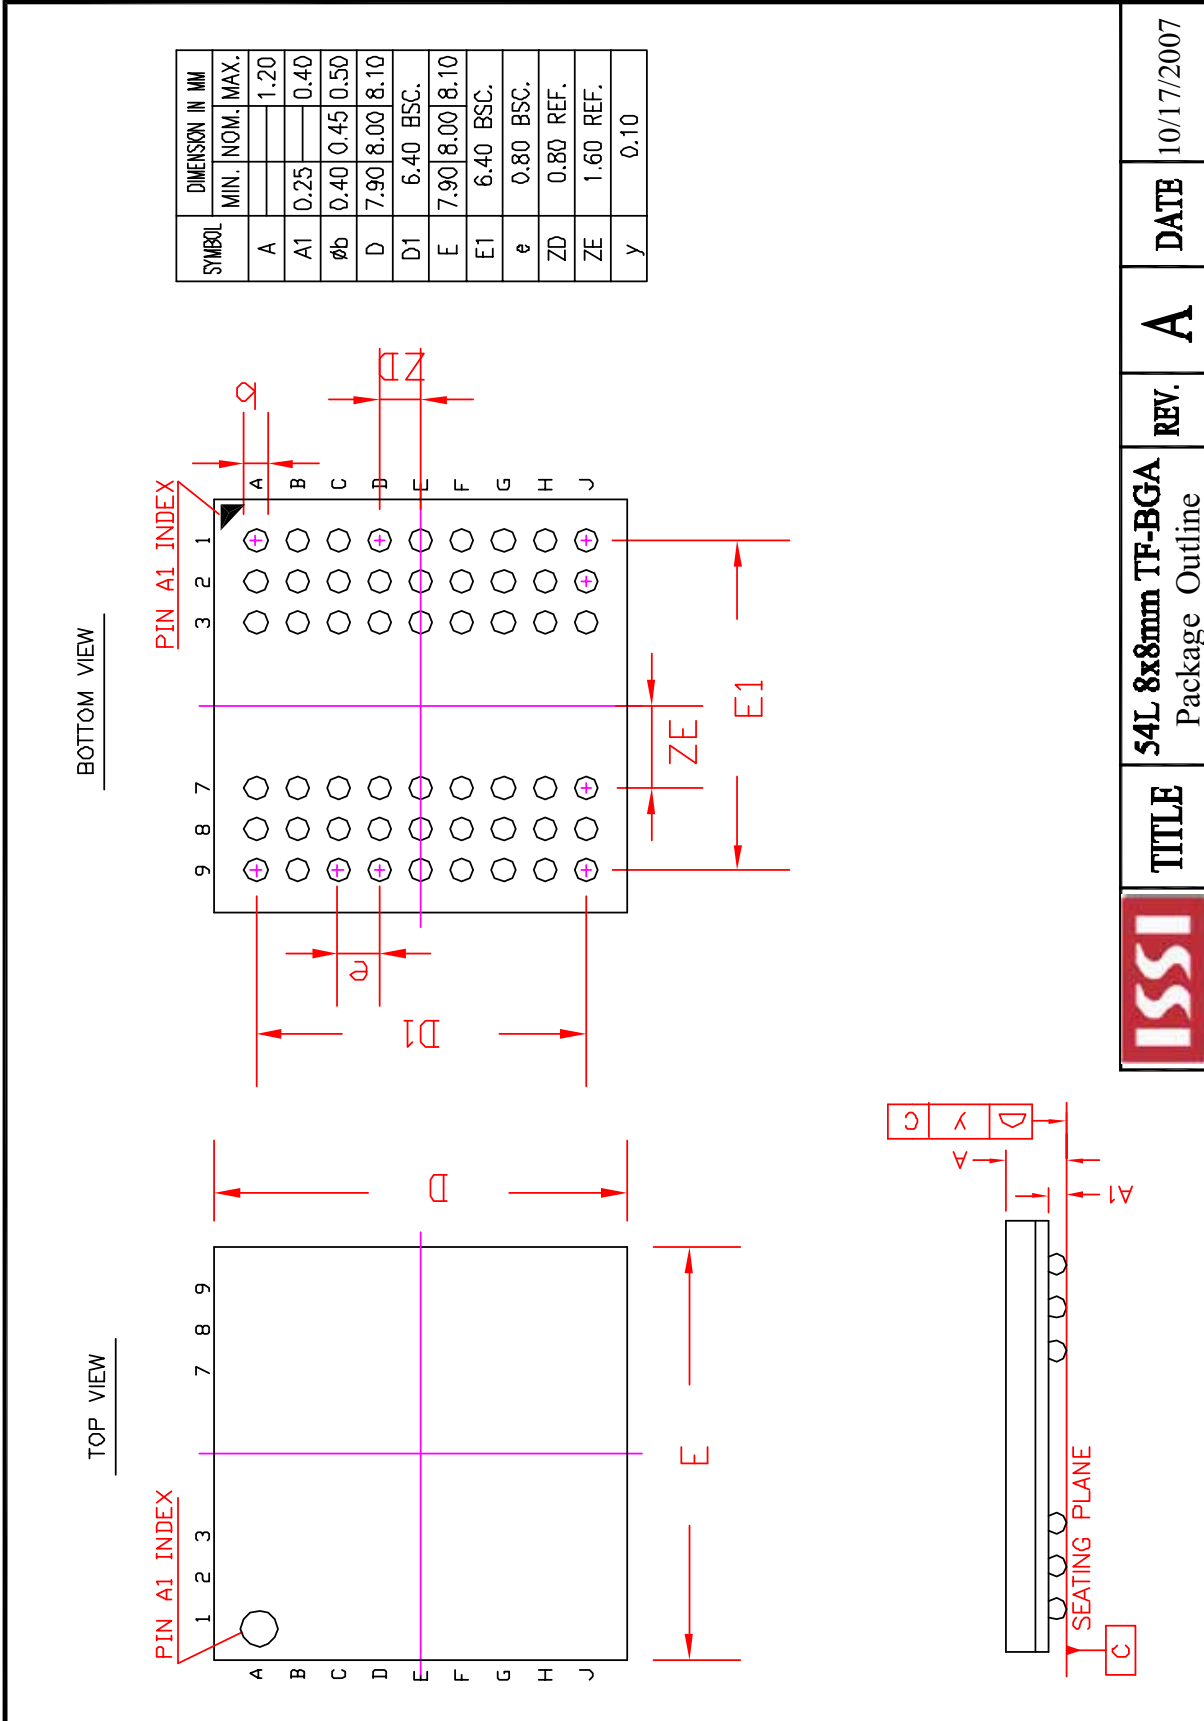 TOP VIEW
PIN A1 INDEX
1 2 3 7 8 9
A
B
C
D
E
F
G
H
J
D
E
BOTTOM VIEW
PIN A1 INDEX
9 8 7 3 2 1
A
B
C
D
E
F
G
H
J
b
e
D1
ZD
ZE
E1
SYMBOL DIMENSION IN MM
MIN. NOM. MAX.
A 1.20
A1 0.25 0.40
øb 0.40 0.45 0.50
D 7.90 8.00 8.10
D1 6.40 BSC.
E 7.90 8.00 8.10
E1 6.40 BSC.
e 0.80 BSC.
ZD 0.80 REF.
ZE 1.60 REF.
y 0.10
C y
A
A1
SEATING PLANE
C
ISSI
TITLE
54L 8x8mm TF-BGA
Package Outline
REV.
A
DATE
10/17/2007